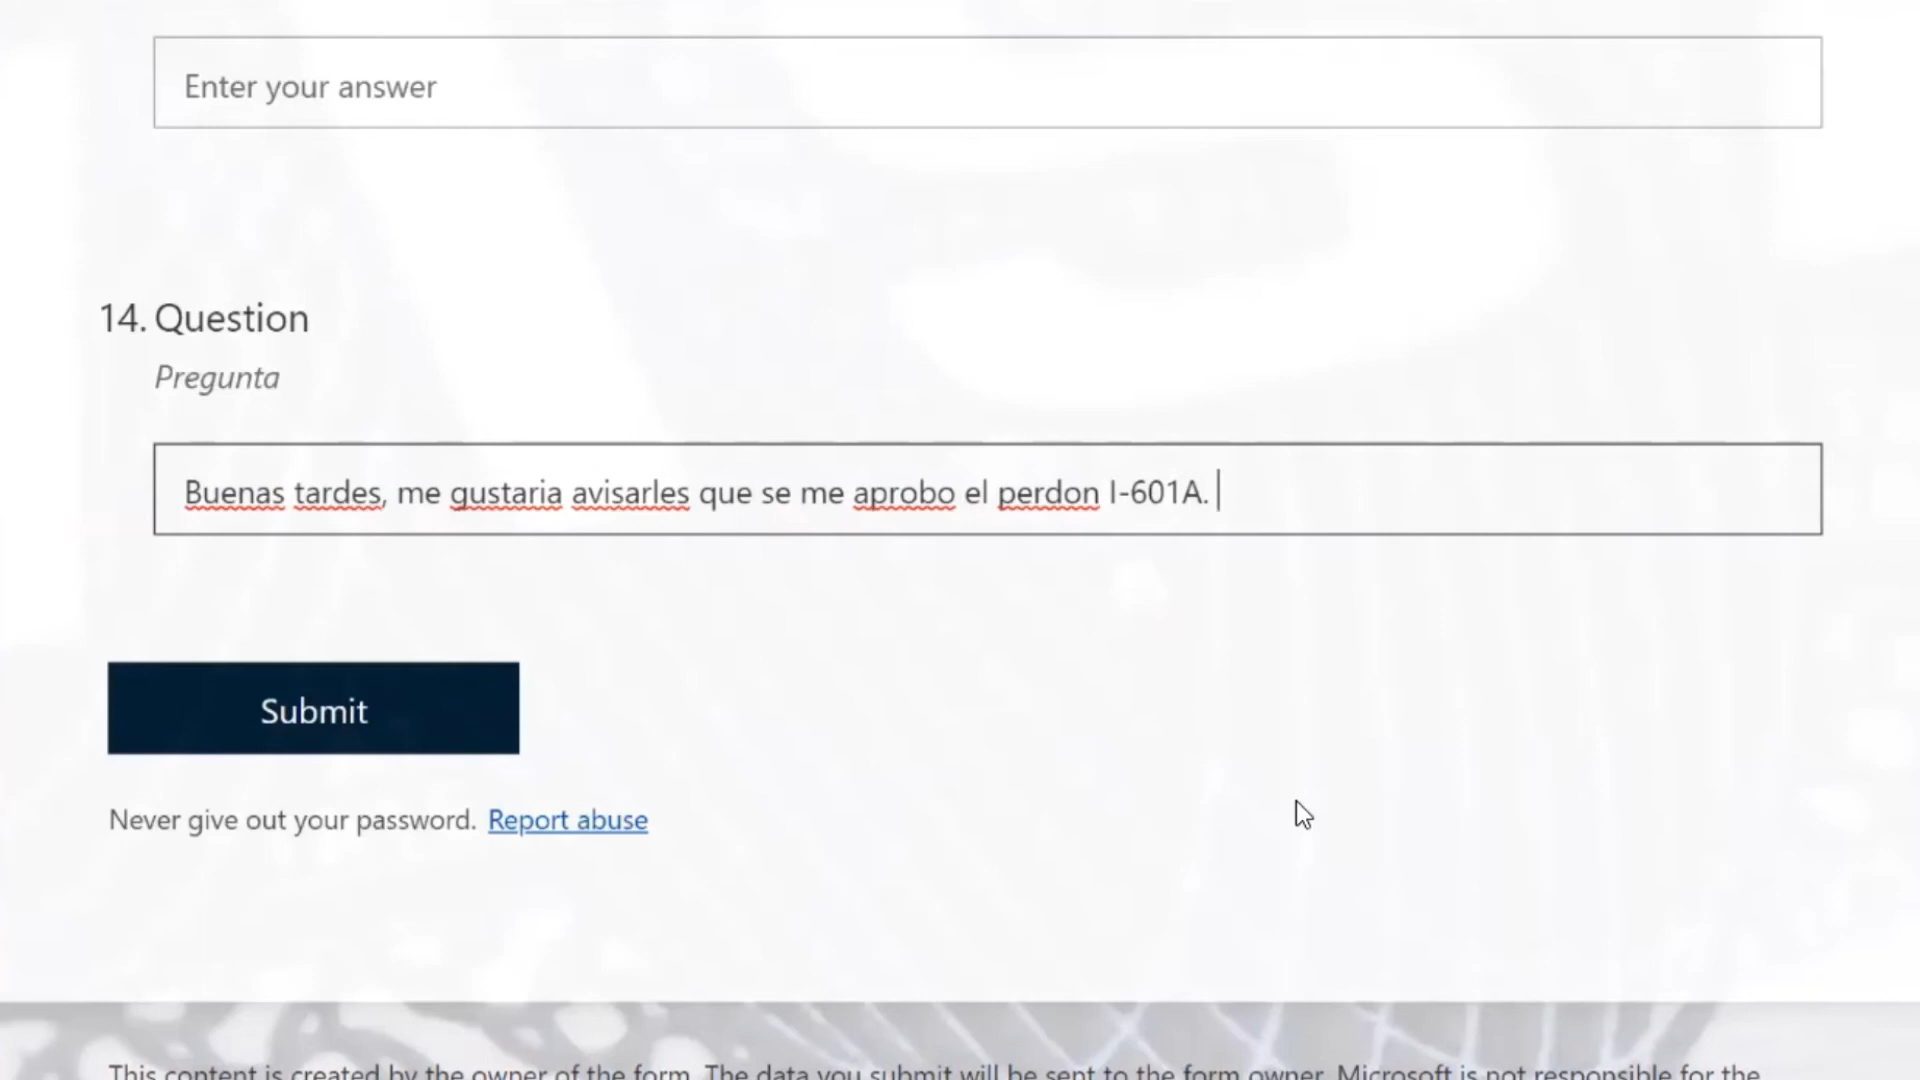 Enter your answer
14. Question
Pregunta
Buenas tardes, me gustaria avisarles que se me aprobo el perdon I-601A.
Submit
Never give out your password. Report abuse
This content is created by the owner of the form. The data you submit will be sent to the form owner. Microsoft is not responsible for the